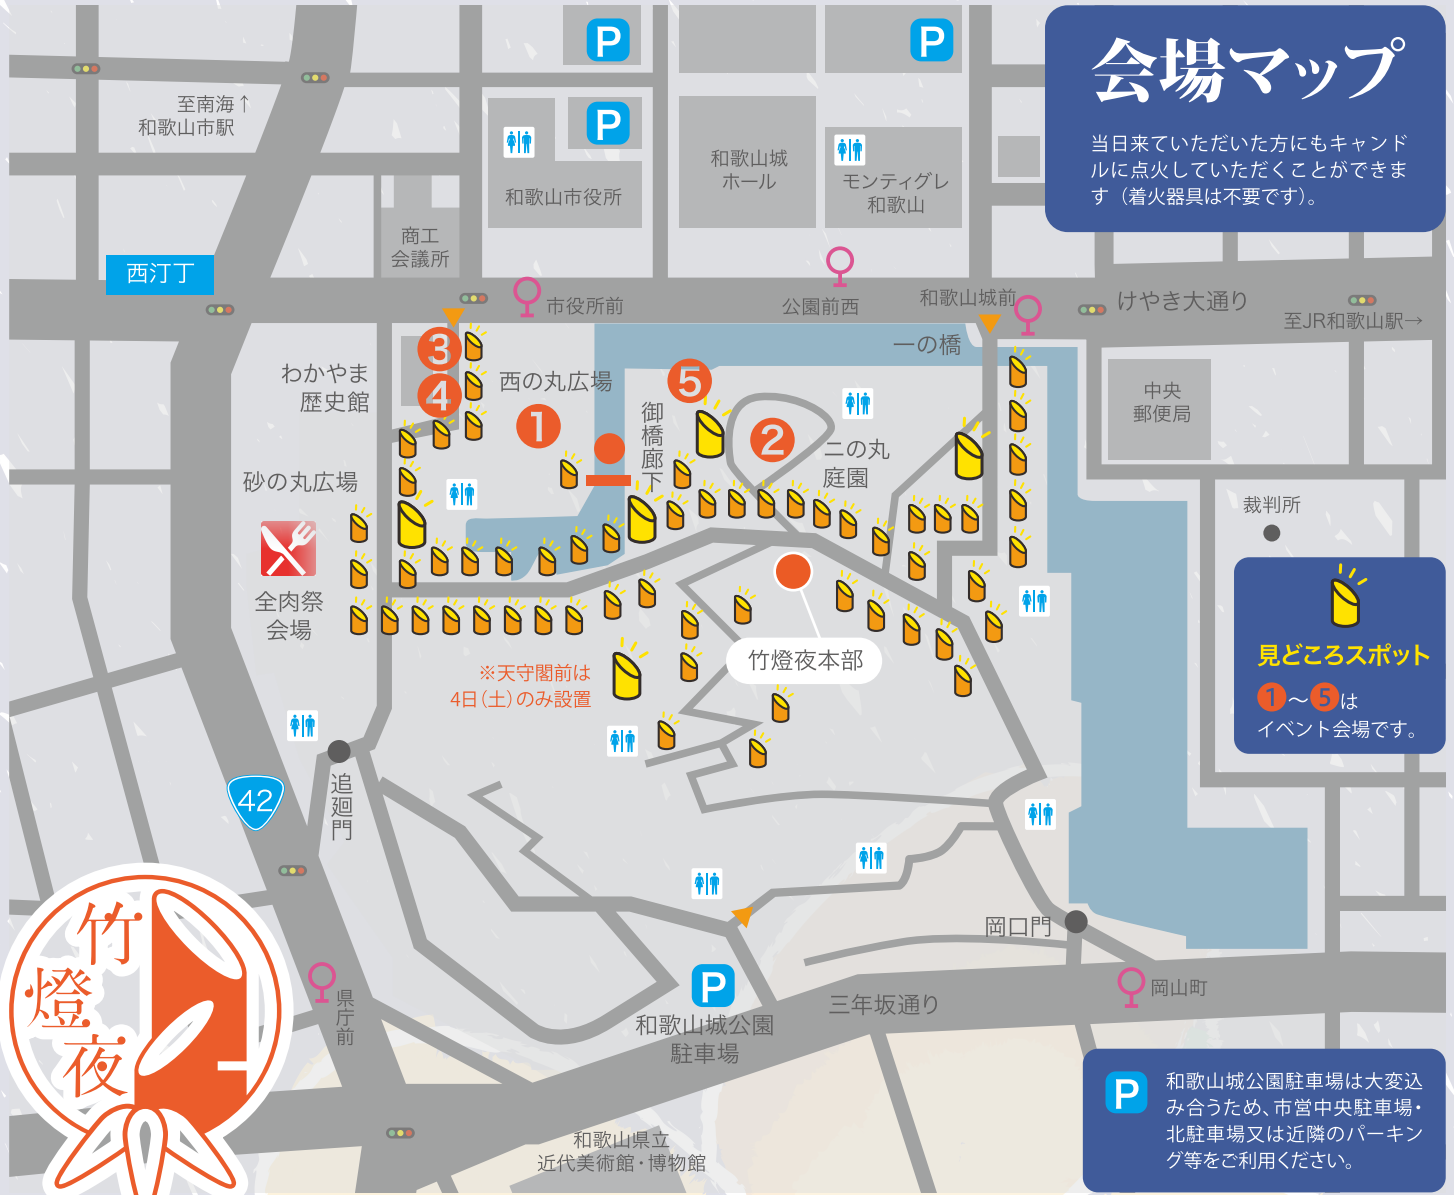 会場マップ
当日来ていただいた方にもキャンド
ルに点火していただくことができま
す（着火器具は不要です）。
P
P
P
至南海↑
和歌山市駅
和歌山市役所
和歌山城
ホール
モンティグレ
和歌山
商工
会議所
西汀丁
市役所前
公園前西
和歌山城前
けやき大通り
至JR和歌山駅→
一の橋
わかやま
歴史館
3
4
西の丸広場
1
御橋廊下
5
2
二の丸
庭園
中央
郵便局
砂の丸広場
裁判所
全肉祭
会場
見どころスポット
1～5は
イベント会場です。
竹燈夜本部
※天守閣前は
4日（土）のみ設置
追廻門
42
竹燈夜
岡口門
県庁前
P
和歌山城公園
駐車場
三年坂通り
岡山町
和歌山県立
近代美術館・博物館
P
和歌山城公園駐車場は大変込
み合うため、市営中央駐車場・
北駐車場又は近隣のパーキン
グ等をご利用ください。